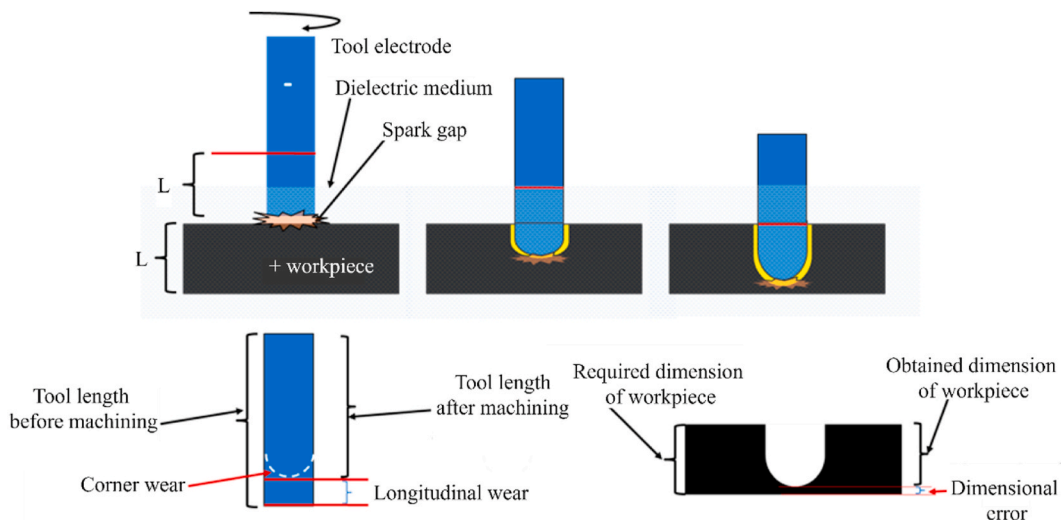 Tool electrode
Dielectric medium
Spark gap
L
L
+ workpiece
Tool length
before machining
Tool length
after machining
Corner wear
Longitudinal wear
Required dimension
of workpiece
Obtained dimension
of workpiece
Dimensional
error